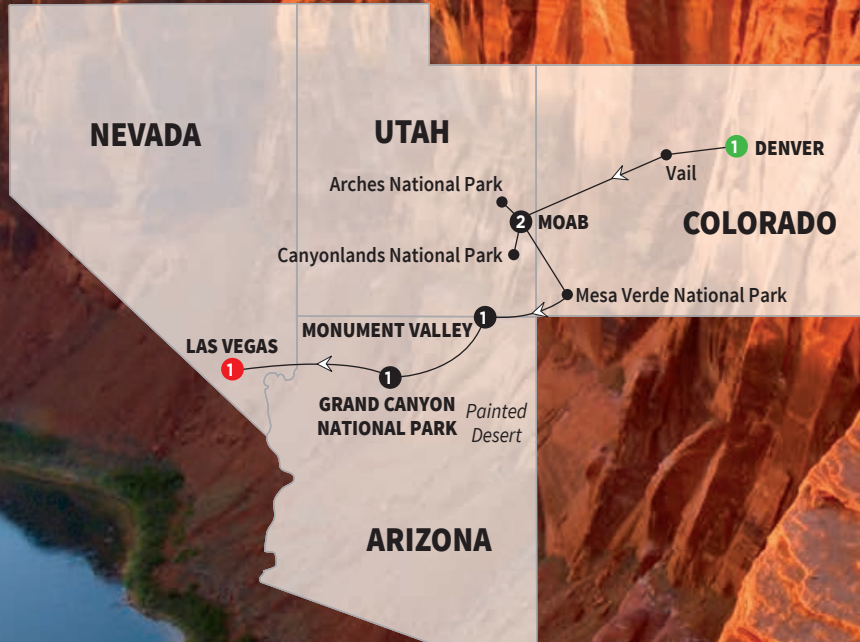 NEVADA
UTAH
1 DENVER
Vail
Arches National Park
2 MOAB
COLORADO
Canyonlands National Park
Mesa Verde National Park
1
MONUMENT VALLEY
LAS VEGAS
1
1
GRAND CANYON
NATIONAL PARK
Painted
Desert
ARIZONA